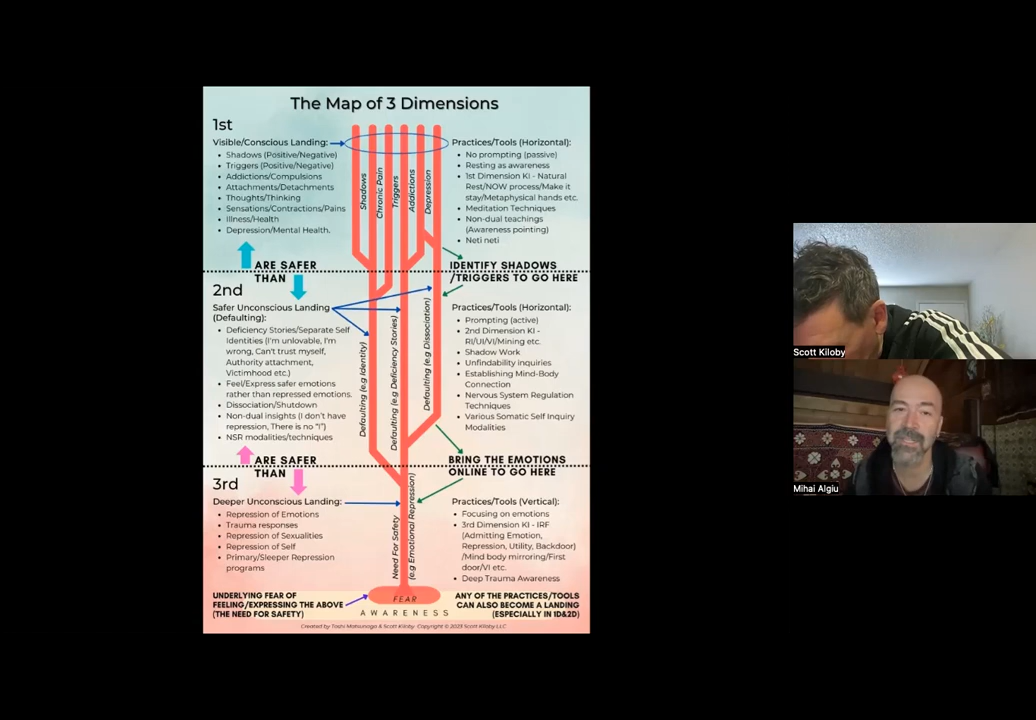 The Map of 3 Dimensions
1st
Visible/Conscious Landing:
Shadows (Positive/Negative)
Triggers (Positive/Negative)
Addictions/Compulsions
Attachments/Detachments
Thoughts/Thinking
Sensations/Contractions/Pains
Illness/Health
Depression/Mental Health.
Shadows
Chronic Pain
Triggers
Addictions
Depression
Practices/Tools (Horizontal):
No prompting (passive)
Resting as awareness
1st Dimension KI - Natural
Rest/NOW process/Make it
stay/Metaphysical hands etc.
Meditation Techniques
Non-dual teachings
(Awareness pointing)
Neti neti
ARE SAFER
THAN
IDENTIFY SHADOWS
/TRIGGERS TO GO HERE
2nd
Safer Unconscious Landing
(Defaulting):
Deficiency Stories/Separate Self
Identities (I'm unlovable, I'm
wrong, Can't trust myself,
Authority attachment,
Victimhood etc.)
Feel/Express safer emotions
rather than repressed emotions.
Dissociation/Shutdown
Non-dual insights (I don't have
repression, There is no "I")
NSR modalities/techniques
Defaulting (e.g Identity)
Defaulting (e.g Deficiency Stories)
Defaulting (e.g Dissociation)
Practices/Tools (Horizontal):
Prompting (active)
2nd Dimension KI -
RI/UI/VI/Mining etc.
Shadow Work
Unfindability inquiries
Establishing Mind-Body
Connection
Nervous System Regulation
Techniques
Various Somatic Self Inquiry
Modalities
ARE SAFER
THAN
BRING THE EMOTIONS
ONLINE TO GO HERE
3rd
Deeper Unconscious Landing:
Repression of Emotions
Trauma responses
Repression of Sexualities
Repression of Self
Primary/Sleeper Repression
programs
Need For Safety
(e.g Emotional Repression)
Practices/Tools (Vertical):
Focusing on emotions
3rd Dimension KI - IRF
(Admitting Emotion,
Repression, Utility, Backdoor)
/Mind body mirroring/First
door/VI etc.
Deep Trauma Awareness
UNDERLYING FEAR OF
FEELING/EXPRESSING THE ABOVE
(THE NEED FOR SAFETY)
FEAR
AWARENESS
ANY OF THE PRACTICES/TOOLS
CAN ALSO BECOME A LANDING
(ESPECIALLY IN 1D&2D)
Created by Toshi Matsunaga & Scott Kiloby. Copyright © 2023 Scott Kiloby LLC
Scott Kiloby
Mihai Algiu